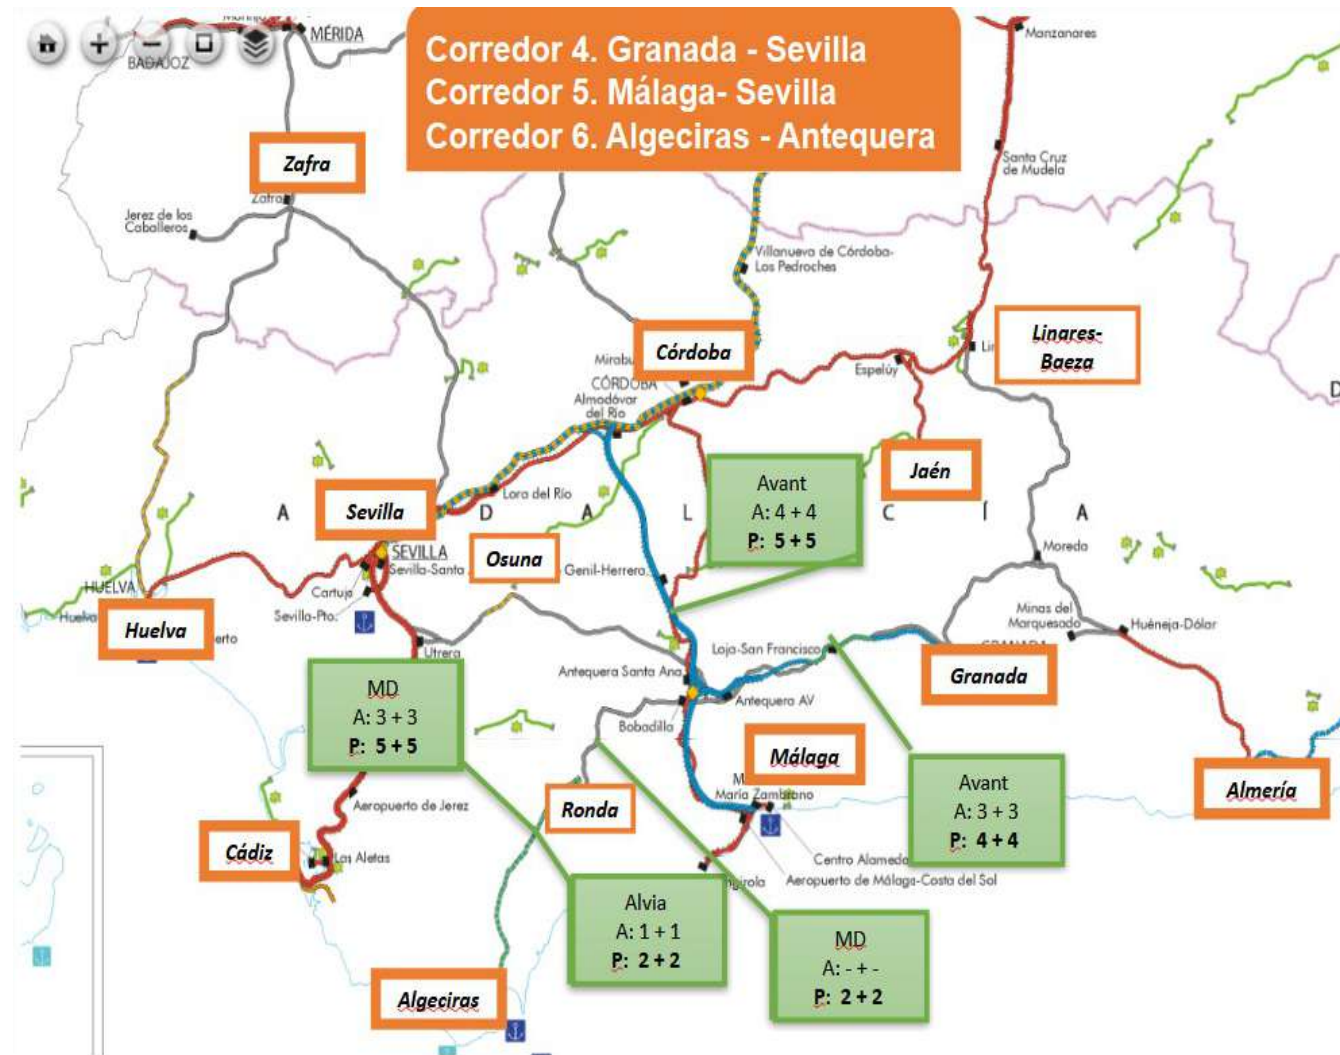 MÉRIDA
BADAJOZ
Corredor 4. Granada - Sevilla
Corredor 5. Málaga- Sevilla
Corredor 6. Algeciras - Antequera
Manzanares
Santa Cruz
de Mudela
Zafra
Zafra
Jerez de los
Caballeros
Villanueva de Córdoba-
Los Pedroches
Córdoba
CÓRDOBA
Almodóvar
del Río
Espelúy
Linares-
Baeza
Jaén
Lora del Río
Sevilla
SEVILLA
Sevilla-Santa
Cartuja
Sevilla-Pto.
A D A L C Í A
D
Osuna
Genil-Herrera
Avant
A: 4 + 4
P: 5 + 5
Moreda
HUELVA
Huelva
Huelva
Utrera
Minas del
Marquesado
Huéneja-Dólar
Loja-San Francisco
Granada
Antequera Santa Ana
Antequera AV
Bobadilla
MD
A: 3 + 3
P: 5 + 5
Málaga
María Zambrano
Almería
Avant
A: 3 + 3
P: 4 + 4
Aeropuerto de Jerez
Ronda
Cádiz
Las Aletas
Centro Alameda
Aeropuerto de Málaga-Costa del Sol
Alvia
A: 1 + 1
P: 2 + 2
MD
A: - + -
P: 2 + 2
Algeciras